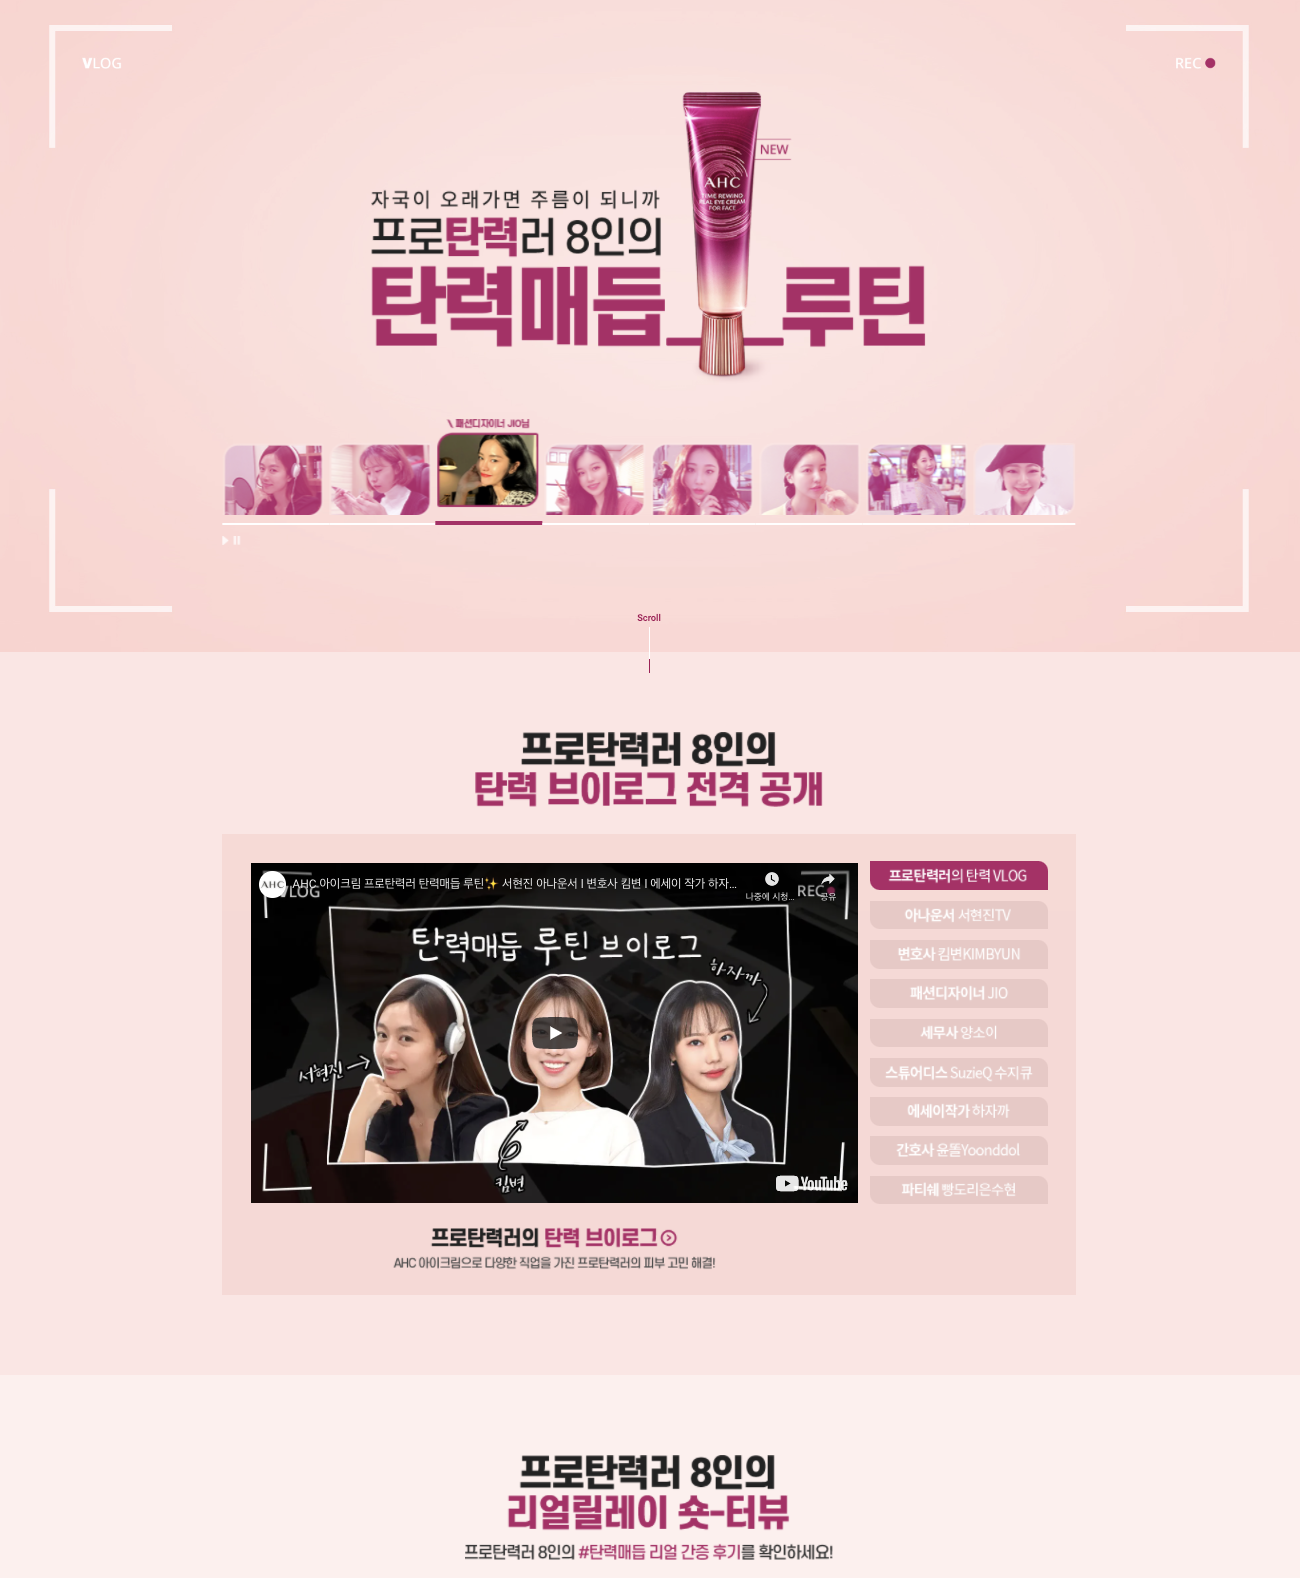 VLOG
REC
NEW
AHC
TIME REWIND
REAL EYE CREAM
FOR FACE
자국이 오래가면 주름이 되니까
프로탄력러 8인의
탄력매듭_루틴
패션디자이너 JIO님
Scroll
프로탄력러 8인의
탄력 브이로그 전격 공개
AHC 아이크림 프로탄력러 탄력매듭 루틴✨ 서현진 아나운서 l 변호사 킴변 l 에세이 작가 하자...
나중에 시청...
공유
AHC
VLOG
REC
탄력매듭 루틴 브이로그
하자까
서현진
킴변
YouTube
프로탄력러의 탄력 VLOG
아나운서 서현진TV
변호사 킴변KIMBYUN
패션디자이너 JIO
세무사 양소이
스튜어디스 SuzieQ 수지큐
에세이작가 하자까
간호사 윤똘Yoonddol
파티쉐 빵도리은수현
프로탄력러의 탄력 브이로그
AHC 아이크림으로 다양한 직업을 가진 프로탄력러의 피부 고민 해결!
프로탄력러 8인의
리얼릴레이 숏-터뷰
프로탄력러 8인의 #탄력매듭 리얼 간증 후기를 확인하세요!